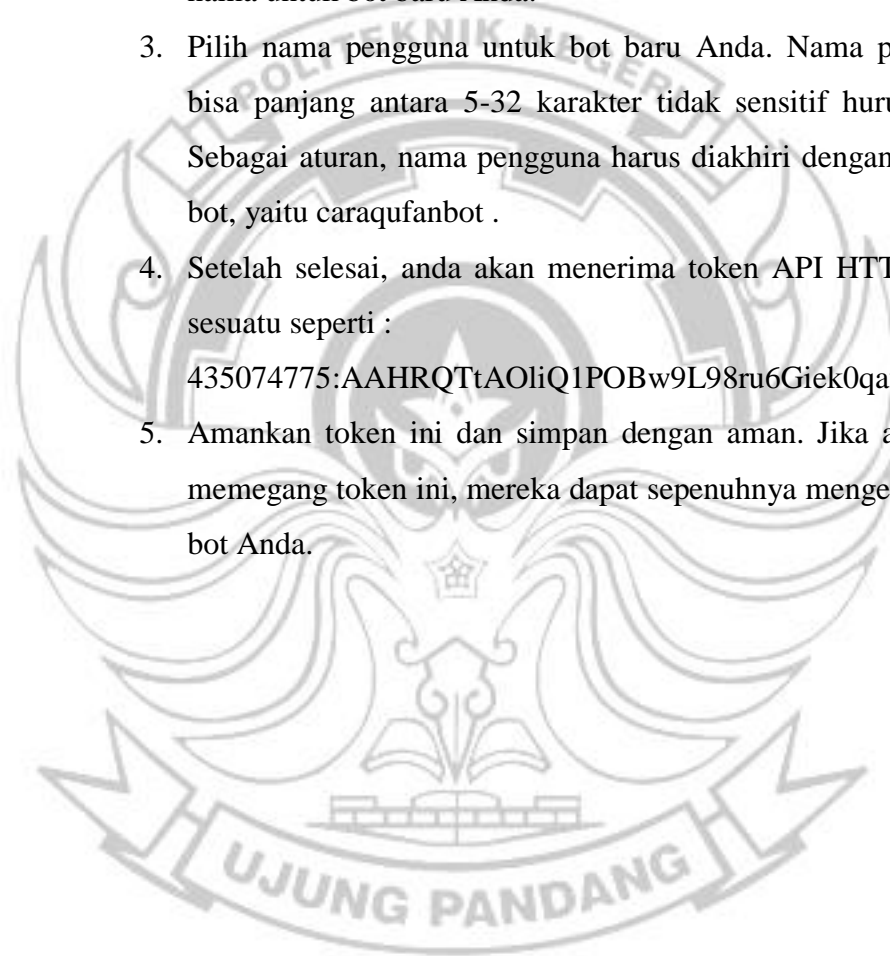 nama untuk bot baru Anda.
3. Pilih nama pengguna untuk bot baru Anda. Nama p
bisa panjang antara 5-32 karakter tidak sensitif huru
Sebagai aturan, nama pengguna harus diakhiri dengan
bot, yaitu caraqufanbot .
4. Setelah selesai, anda akan menerima token API HTT
sesuatu seperti :
435074775:AAHRQTtAOliQ1POBw9L98ru6Giek0qa
5. Amankan token ini dan simpan dengan aman. Jika a
memegang token ini, mereka dapat sepenuhnya menge
bot Anda.
POLITEKNIK NEGERI
UJUNG PANDANG